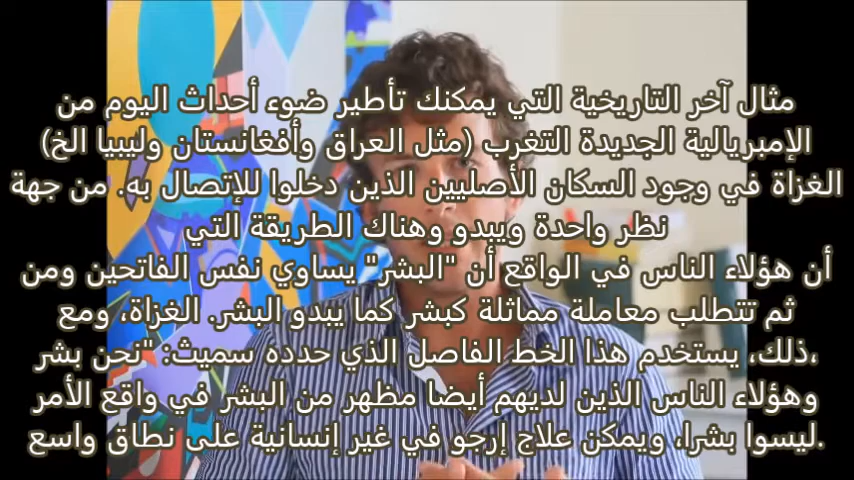 مثال آخر التاريخية التي يمكنك تأطير ضوء أحداث اليوم من
الإمبريالية الجديدة التغرب (مثل العراق وأفغانستان وليبيا الخ)
الغزاة في وجود السكان الأصليين الذين دخلوا للإتصال به. من جهة
نظر واحدة ويبدو وهناك الطريقة التي
أن هؤلاء الناس في الواقع أن "البشر" يساوي نفس الفاتحين ومن
ثم تتطلب معاملة مماثلة كبشر كما يبدو البشر. الغزاة، ومع
ذلك، يستخدم هذا الخط الفاصل الذي حدده سميث: "نحن بشر،
وهؤلاء الناس الذين لديهم أيضا مظهر من البشر في واقع الأمر
ليسوا بشرا، ويمكن علاج إرجو في غير إنسانية على نطاق واسع.